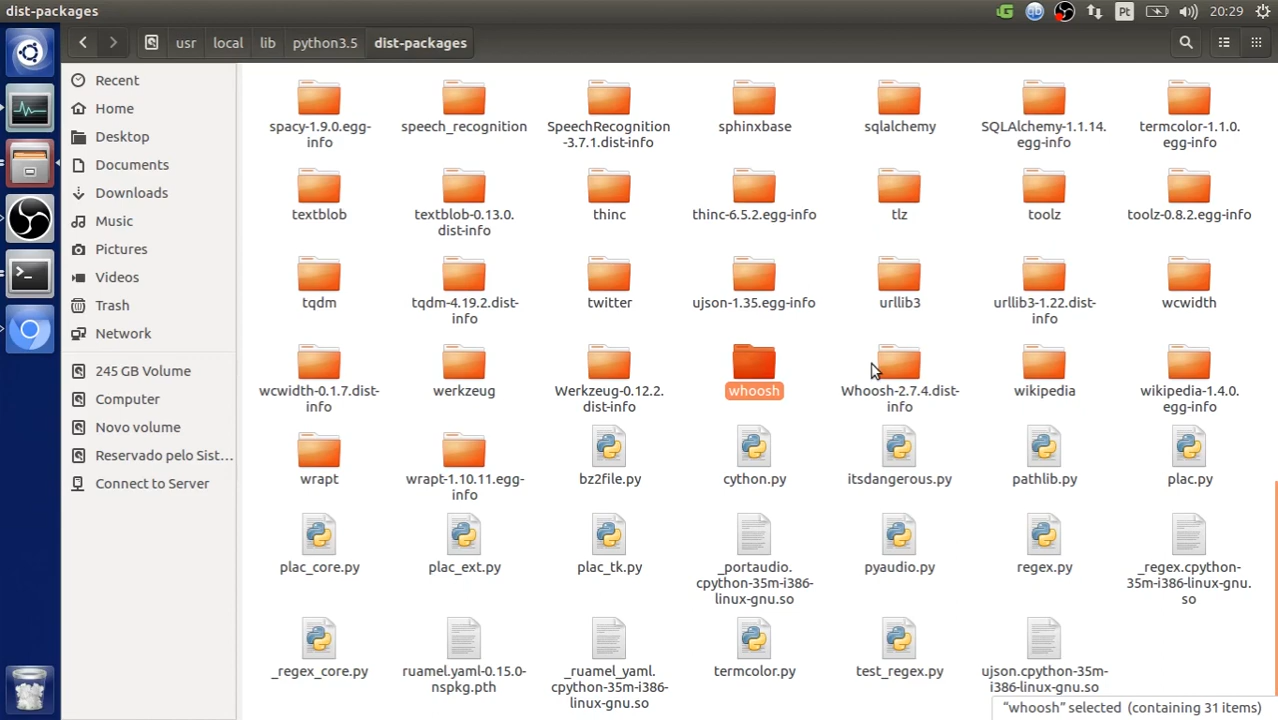 dist-packages
Pt
20:29
usr
local
lib
python3.5
dist-packages
Recent
Home
Desktop
Documents
Downloads
Music
Pictures
Videos
Trash
Network
245 GB Volume
Computer
Novo volume
Reservado pelo Sist...
Connect to Server
spacy-1.9.0.egg-
info
speech_recognition
SpeechRecognition
-3.7.1.dist-info
sphinxbase
sqlalchemy
SQLAlchemy-1.1.14.
egg-info
termcolor-1.1.0.
egg-info
textblob
textblob-0.13.0.
dist-info
thinc
thinc-6.5.2.egg-info
tlz
toolz
toolz-0.8.2.egg-info
tqdm
tqdm-4.19.2.dist-
info
twitter
ujson-1.35.egg-info
urllib3
urllib3-1.22.dist-
info
wcwidth
wcwidth-0.1.7.dist-
info
werkzeug
Werkzeug-0.12.2.
dist-info
whoosh
Whoosh-2.7.4.dist-
info
wikipedia
wikipedia-1.4.0.
egg-info
wrapt
wrapt-1.10.11.egg-
info
bz2file.py
cython.py
itsdangerous.py
pathlib.py
plac.py
plac_core.py
plac_ext.py
plac_tk.py
_portaudio.
cpython-35m-i386-
linux-gnu.so
pyaudio.py
regex.py
_regex.cpython-
35m-i386-linux-gnu.
so
_regex_core.py
ruamel.yaml-0.15.0-
nspkg.pth
_ruamel_yaml.
cpython-35m-i386-
linux-gnu.so
termcolor.py
test_regex.py
ujson.cpython-35m-
i386-linux-gnu.so
“whoosh” selected (containing 31 items)